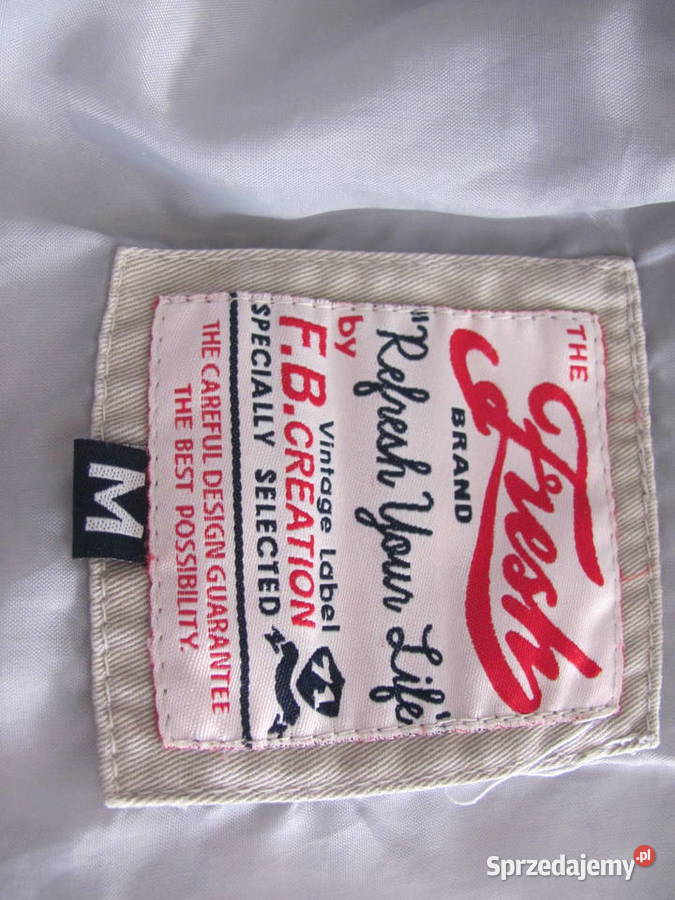 THE
Fresh
BRAND
"Refresh Your Life"
by
Vintage Label
F.B.CREATION
71
SPECIALLY SELECTED
THE CAREFUL DESIGN GUARANTEE
THE BEST POSSIBILITY.
M
Sprzedajemy.pl